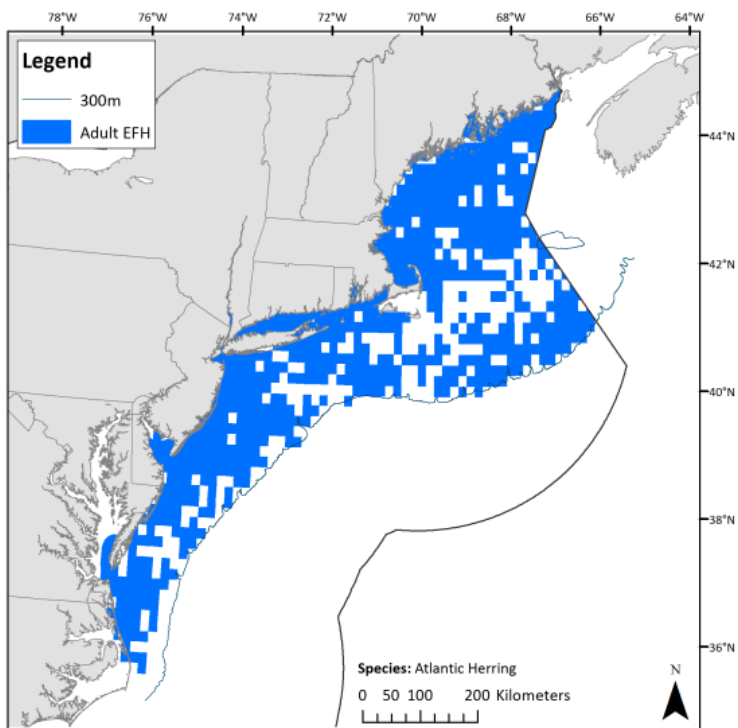 78°W 76°W 74°W 72°W 70°W 68°W 66°W 64°W
Legend
300m
Adult EFH
44°N
42°N
40°N
38°N
36°N
Species: Atlantic Herring
0 50 100 200 Kilometers
N